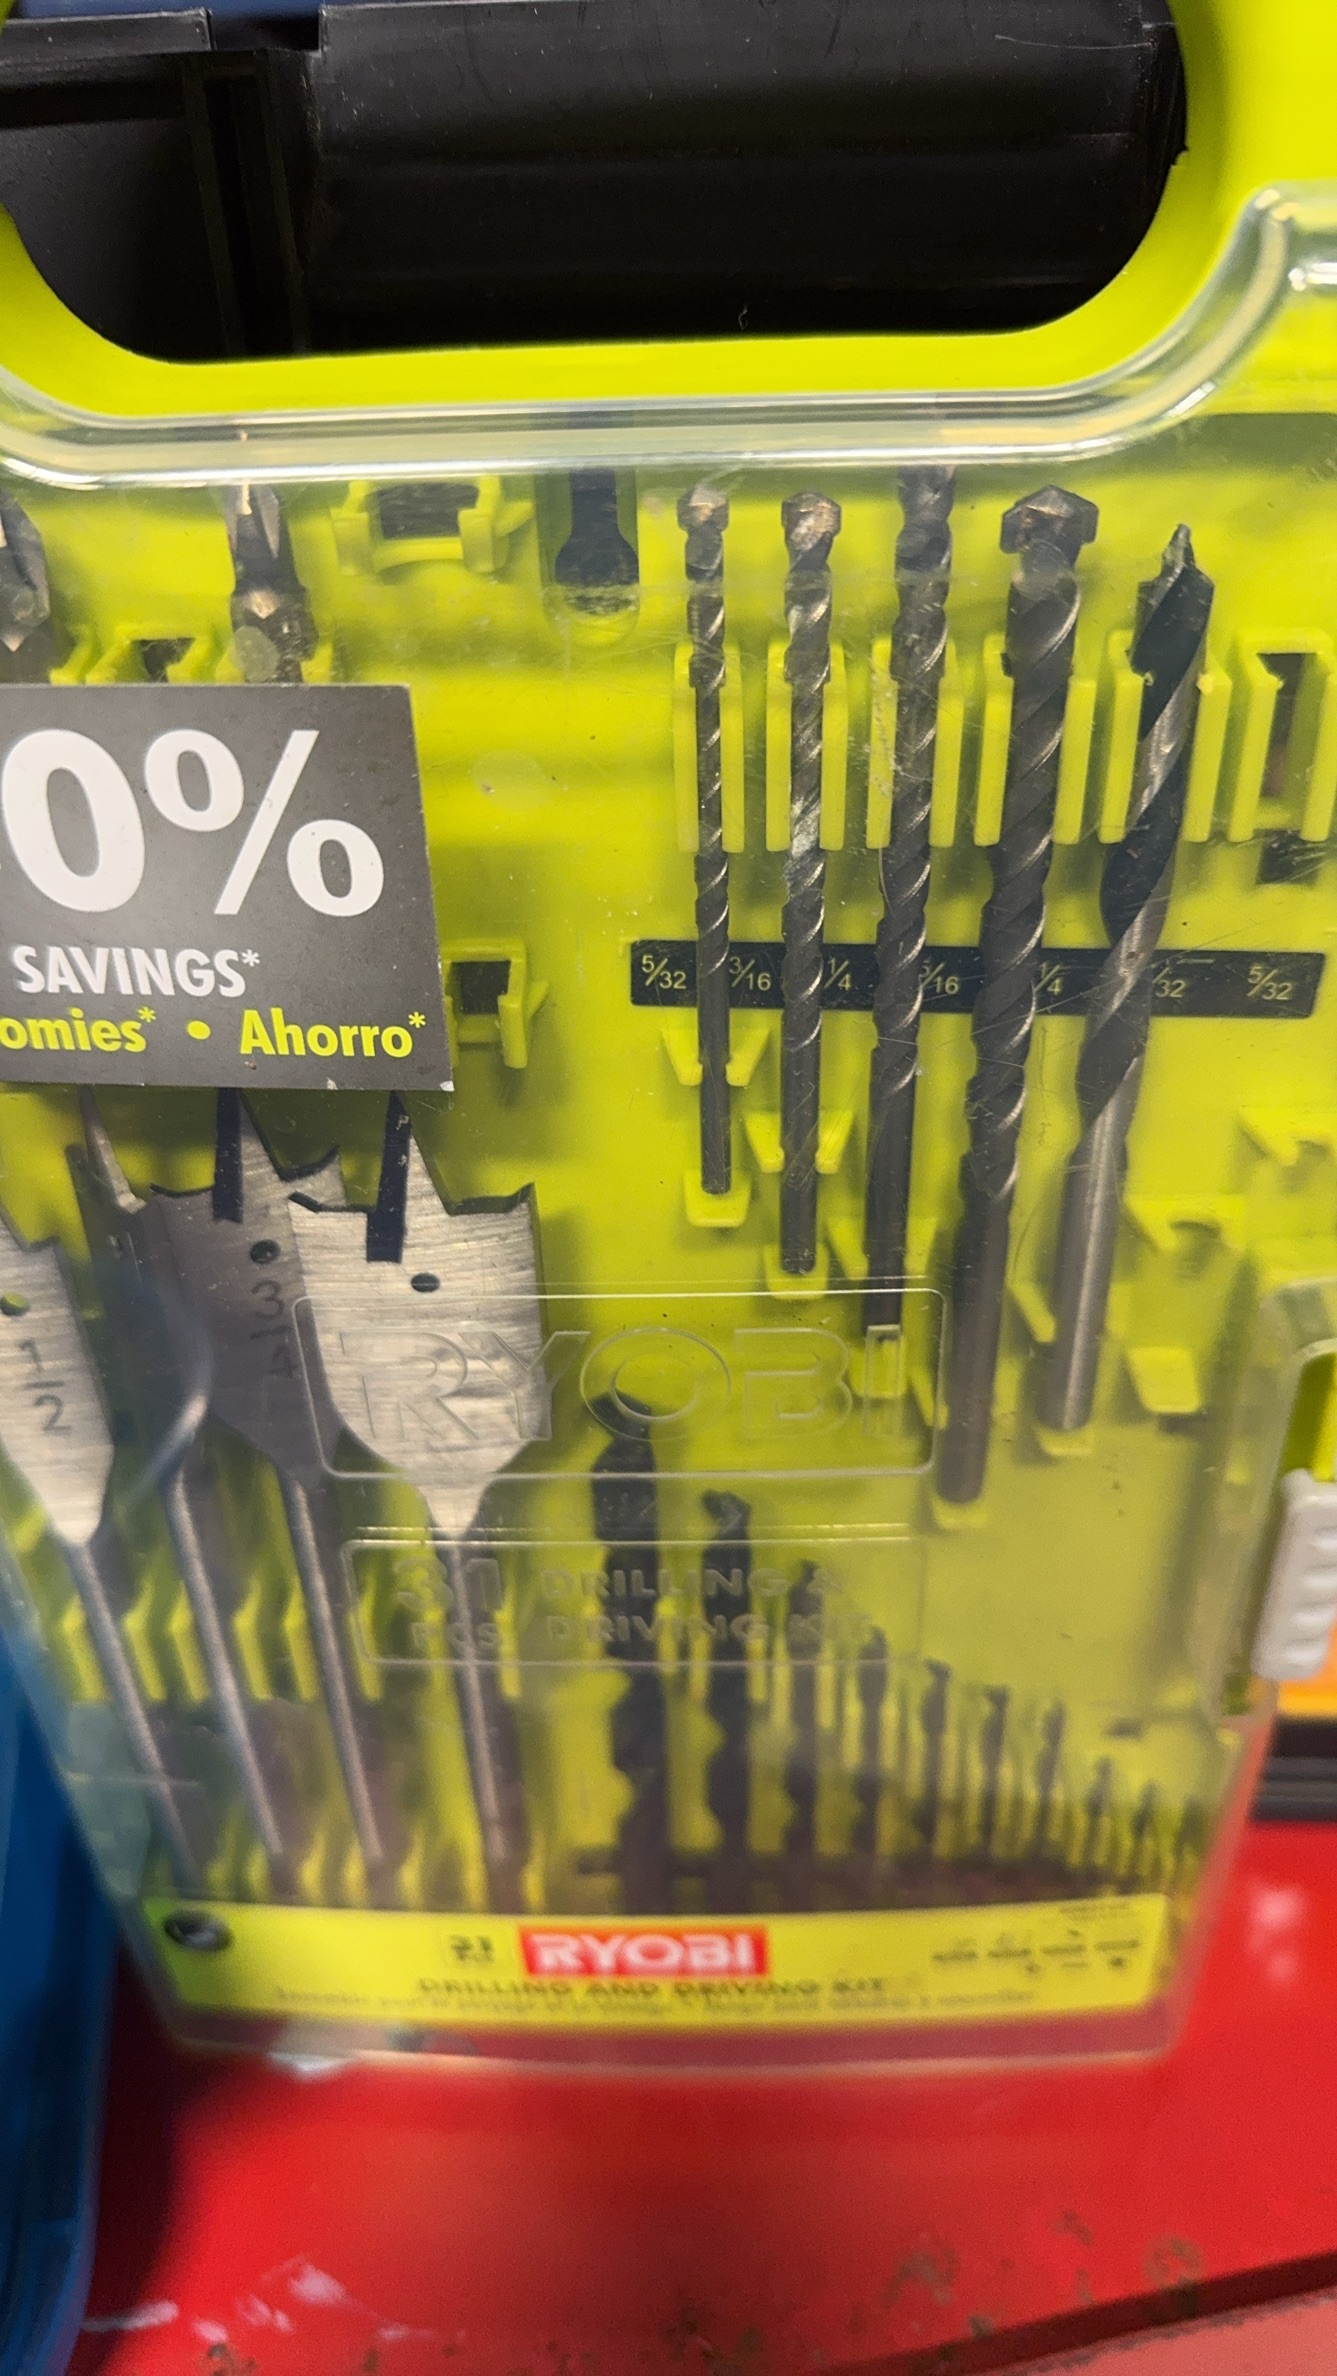 0%
SAVINGS*
omies* • Ahorro*
5/32 3/16 1/4 /16 1/4 /32 5/32
1/2
3/4
RYOBI
31 DRILLING &
PCS DRIVING KIT
RYOBI
DRILLING AND DRIVING KIT